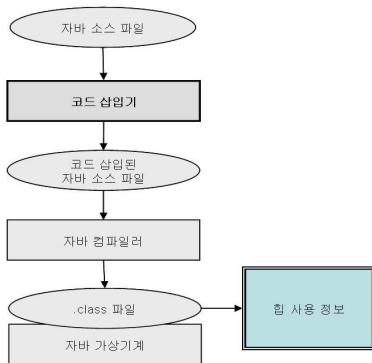 자바 소스 파일
코드 삽입기
코드 삽입된
자바 소스 파일
자바 컴파일러
.class 파일
힙 사용 정보
자바 가상기계